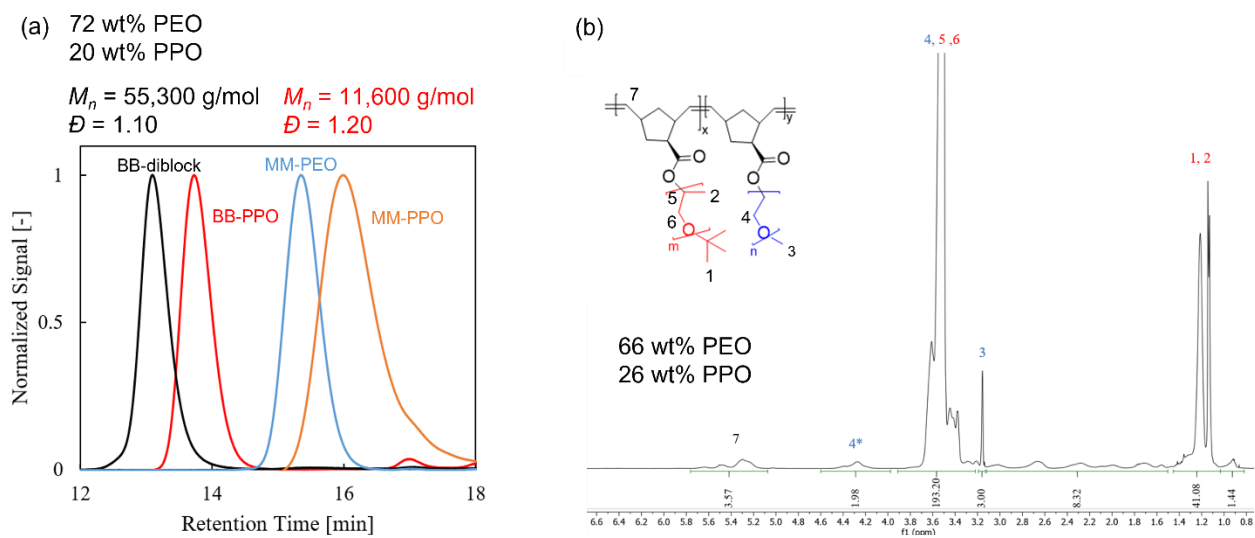 (a)
72 wt% PEO
20 wt% PPO
Mn = 55,300 g/mol
Đ = 1.10
Mn = 11,600 g/mol
Đ = 1.20
BB-diblock
BB-PPO
MM-PEO
MM-PPO
1
0.5
0
Normalized Signal [-]
12 14 16 18
Retention Time [min]
(b)
4, 5 ,6
7
x
y
O
O
O
O
5
2
6
O
m
1
4
O
n
3
66 wt% PEO
26 wt% PPO
1, 2
3
7
4*
3.57
1.98
193.20
3.00
8.32
41.08
1.44
6.6 6.4 6.2 6.0 5.8 5.6 5.4 5.2 5.0 4.8 4.6 4.4 4.2 4.0 3.8 3.6 3.4 3.2 3.0 2.8 2.6 2.4 2.2 2.0 1.8 1.6 1.4 1.2 1.0 0.8
f1 (ppm)